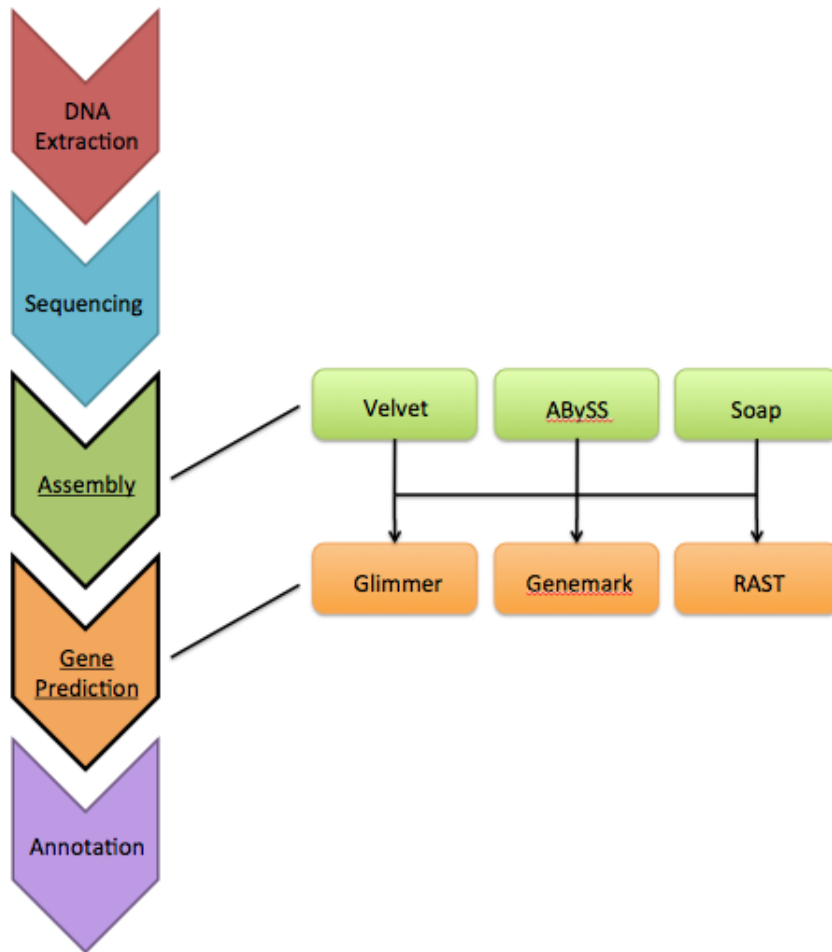 DNA
Extraction
Sequencing
Assembly
Velvet
ABySS
Soap
Gene
Prediction
Glimmer
Genemark
RAST
Annotation